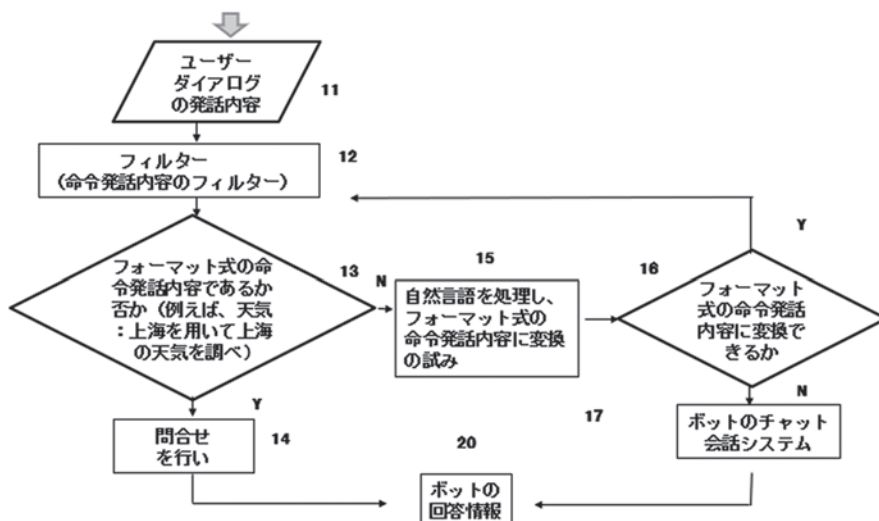 ユーザー
ダイアログ
の発話内容
11
フィルター
(命令発話内容のフィルター)
12
フォーマット式の命
令発話内容であるか
否か(例えば、天気
:上海を用いて上海
の天気を調べ)
13
N
Y
15
自然言語を処理し、
フォーマット式の
命令発話内容に変換
の試み
16
フォーマット
式の命令発話
内容に変換で
きるか
Y
N
問合せ
を行い
14
17
ボットのチャット
会話システム
20
ボットの
回答情報